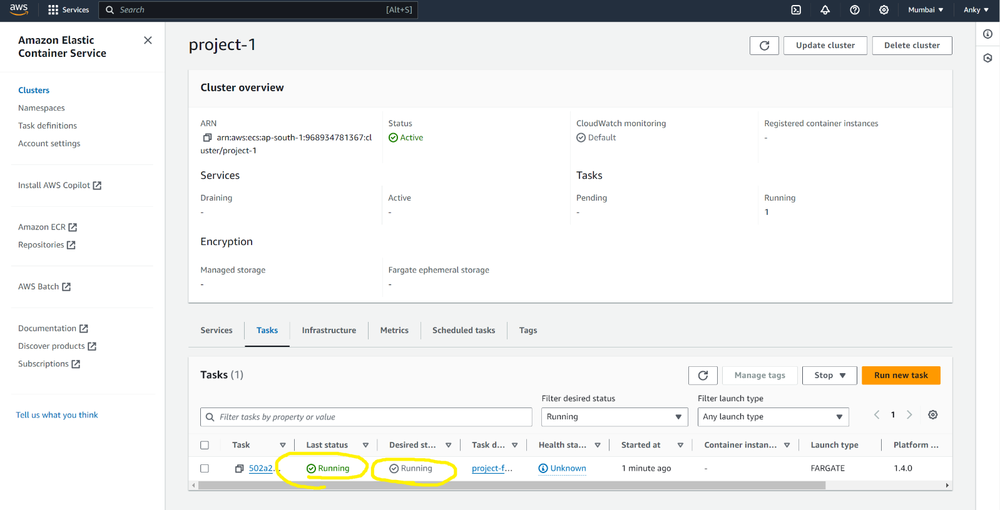 aws Services Search [Alt+S] Mumbai ▼ Anky ▼
Amazon Elastic
Container Service
Clusters
Namespaces
Task definitions
Account settings
Install AWS Copilot
Amazon ECR
Repositories
AWS Batch
Documentation
Discover products
Subscriptions
Tell us what you think
project-1
Update cluster Delete cluster
Cluster overview
ARN Status CloudWatch monitoring Registered container instances
arn:aws:ecs:ap-south-1:968934781367:cl Active Default -
uster/project-1
Services Tasks
Draining Active Pending Running
- - - 1
Encryption
Managed storage Fargate ephemeral storage
- -
Services Tasks Infrastructure Metrics Scheduled tasks Tags
Tasks (1) Manage tags Stop ▼ Run new task
Filter desired status Filter launch type
Filter tasks by property or value Running Any launch type 1
Task Last status Desired st... Task d... Health sta... Started at Container instan... Launch type Platform ...
502a2... Running Running project-f... Unknown 1 minute ago - FARGATE 1.4.0